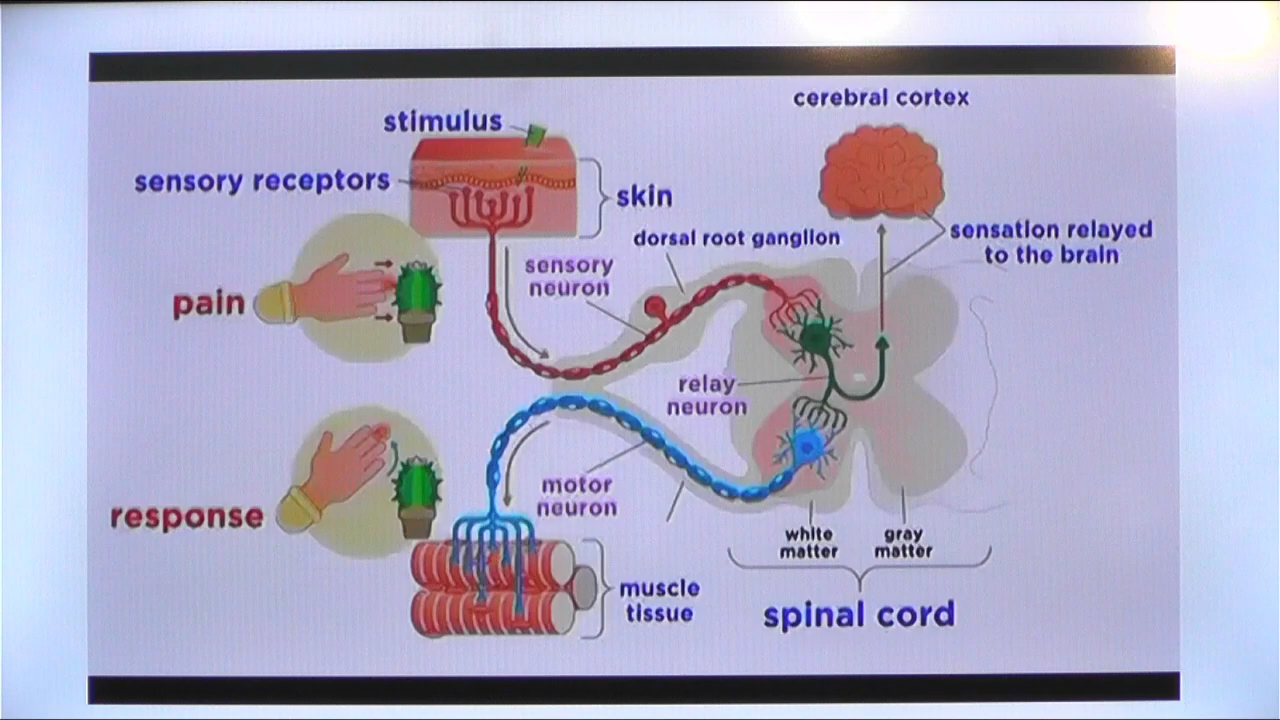 cerebral cortex
stimulus
sensory receptors
skin
dorsal root ganglion
sensation relayed
to the brain
sensory
neuron
pain
relay
neuron
motor
neuron
response
white
matter
gray
matter
muscle
tissue
spinal cord